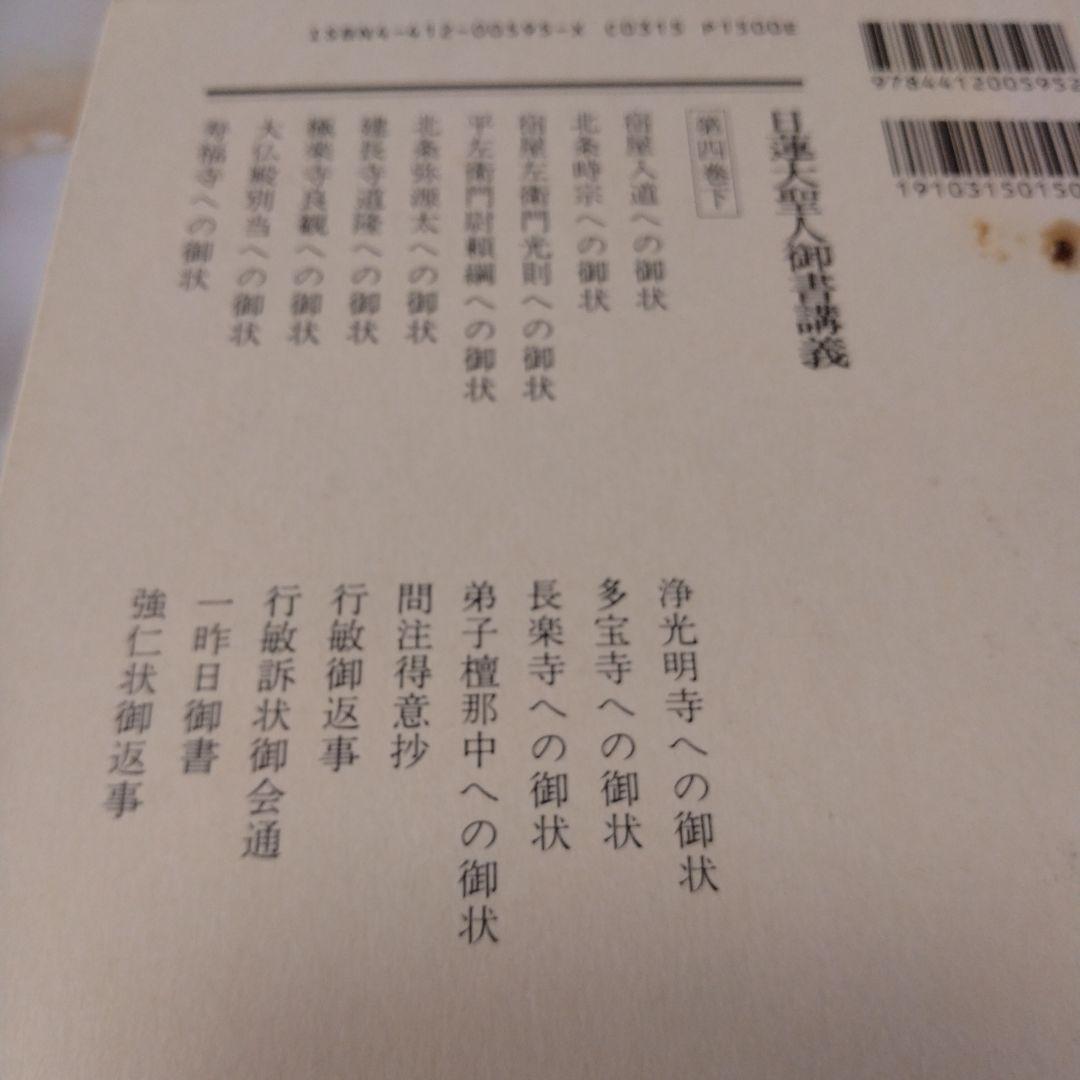 ISBN4-412-00595-X C0315 P1500E
9784412005952
19103150150
日蓮大聖人御書講義
第四巻下
宿屋入道への御状
北条時宗への御状
宿屋左衛門光則への御状
平左衛門尉頼綱への御状
北条弥源太への御状
建長寺道隆への御状
極楽寺良観への御状
大仏殿別当への御状
寿福寺への御状
浄光明寺への御状
多宝寺への御状
長楽寺への御状
弟子檀那中への御状
問注得意抄
行敏御返事
行敏訴状御会通
一昨日御書
強仁状御返事